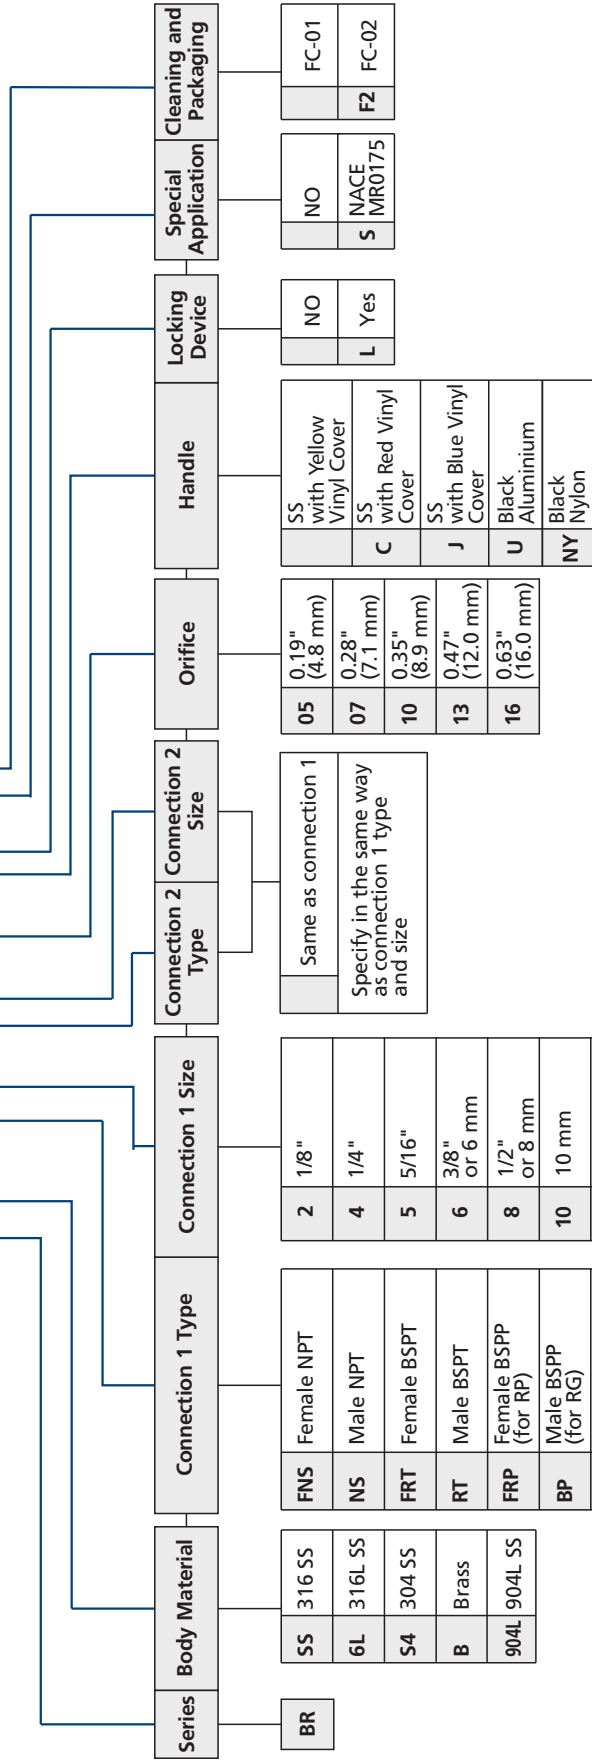 Series
BR
Body Material
SS 316 SS
6L 316L SS
S4 304 SS
B Brass
904L 904L SS
Connection 1 Type
FNS Female NPT
NS Male NPT
FRT Female BSPT
RT Male BSPT
FRP Female BSPP
(for RP)
BP Male BSPP
(for RG)
Connection 1 Size
2 1/8"
4 1/4"
5 5/16"
6 3/8"
or 6 mm
8 1/2"
or 8 mm
10 10 mm
Connection 2
Type
Connection 2
Size
Same as connection 1
Specify in the same way
as connection 1 type
and size
Orifice
05 0.19"
(4.8 mm)
07 0.28"
(7.1 mm)
10 0.35"
(8.9 mm)
13 0.47"
(12.0 mm)
16 0.63"
(16.0 mm)
Handle
SS
with Yellow
Vinyl Cover
C SS
with Red Vinyl
Cover
J SS
with Blue Vinyl
Cover
U Black
Aluminium
NY Black
Nylon
Locking
Device
NO
L Yes
Special
Application
NO
S NACE
MR0175
Cleaning and
Packaging
FC-01
F2 FC-02